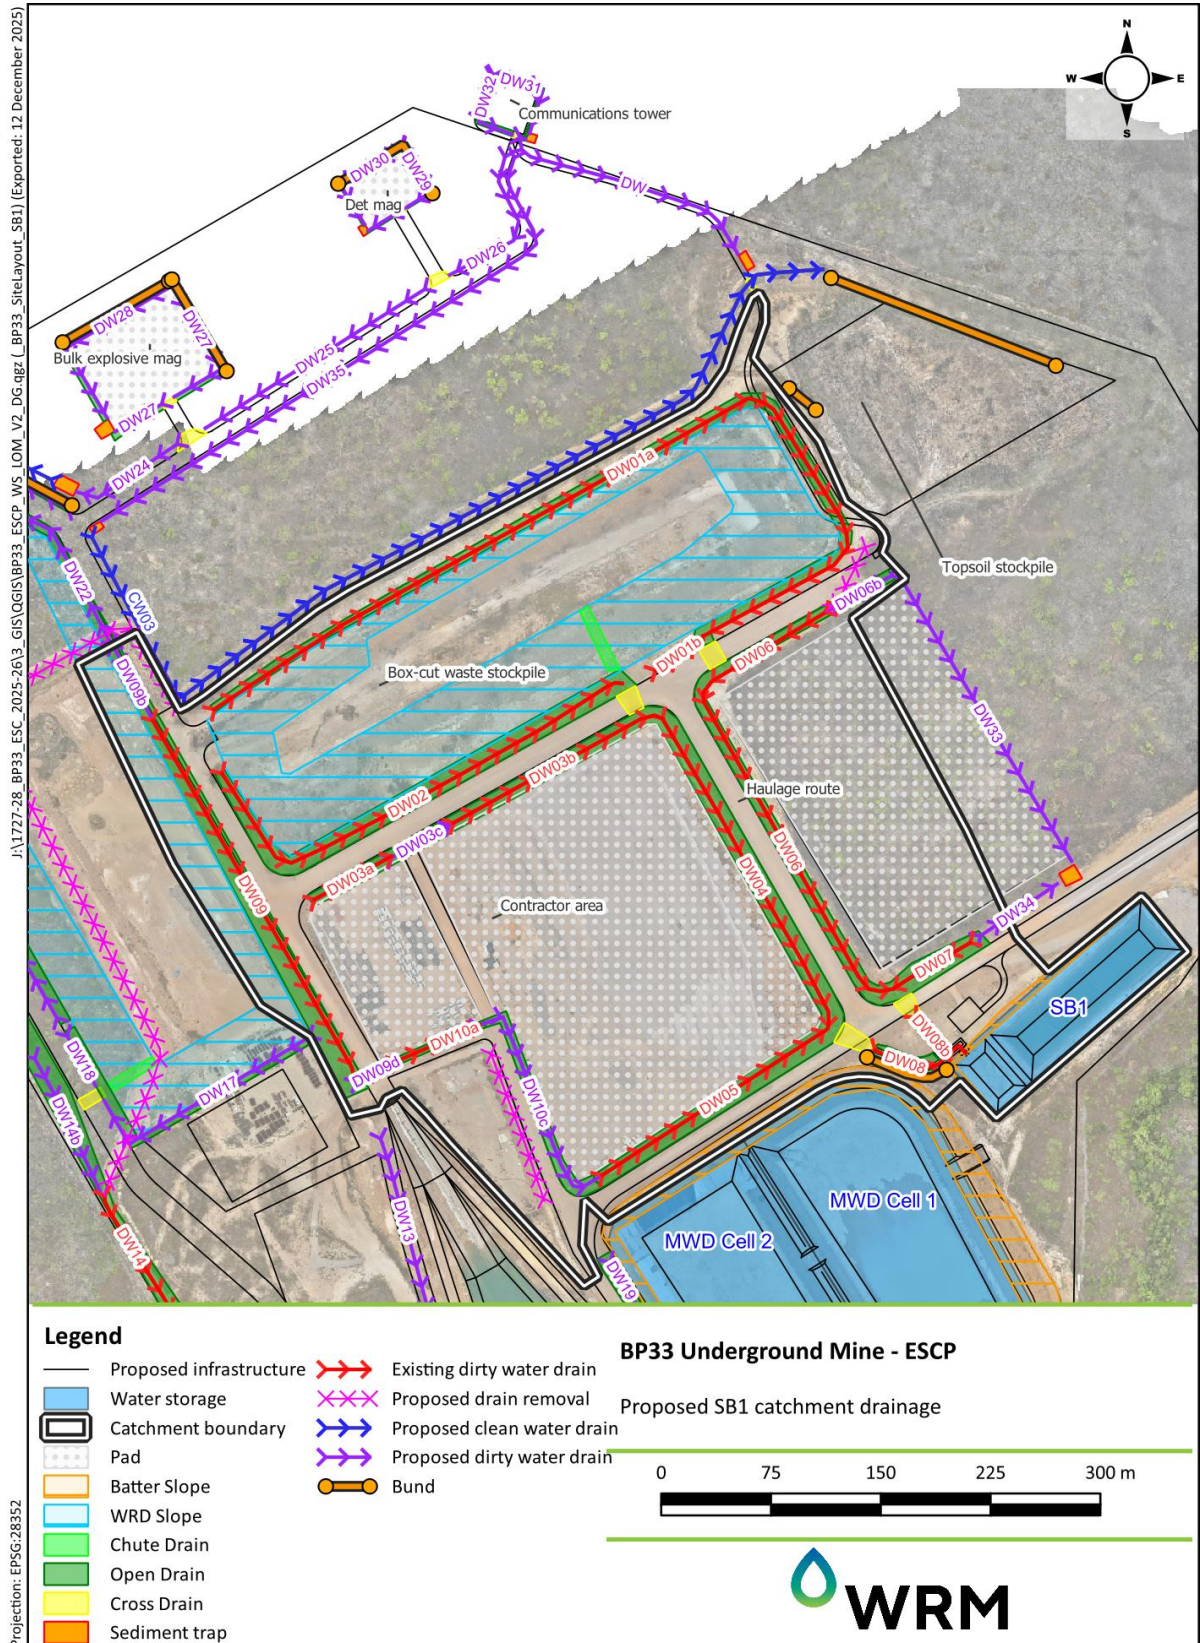 J:\1727-28_BP33_ESC_2025-26\3_GIS\QGIS\BP33_ESCP_WS_LOM_V2_DG.qgz (_BP33_SiteLayout_SB1) (Exported: 12 December 2025)
Projection: EPSG:28352
N
W
E
S
DW32
DW31
Communications tower
DW30
DW29
Det mag
DW
DW26
DW28
DW27
Bulk explosive mag
DW25
DW35
DW27
DW24
DW01a
DW22
CW03
Topsoil stockpile
DW06b
DW01b
DW06
DW09b
Box-cut waste stockpile
DW33
DW03b
DW02
Haulage route
DW03c
DW03a
DW06
DW04
DW09
Contractor area
DW34
DW07
SB1
DW08b
DW10a
DW08
DW09d
DW18
DW17
DW10c
DW05
DW14b
MWD Cell 1
DW13
MWD Cell 2
DW14
DW19
Legend
Proposed infrastructure
Water storage
Catchment boundary
Pad
Batter Slope
WRD Slope
Chute Drain
Open Drain
Cross Drain
Sediment trap
Existing dirty water drain
Proposed drain removal
Proposed clean water drain
Proposed dirty water drain
Bund
BP33 Underground Mine - ESCP
Proposed SB1 catchment drainage
0 75 150 225 300 m
WRM